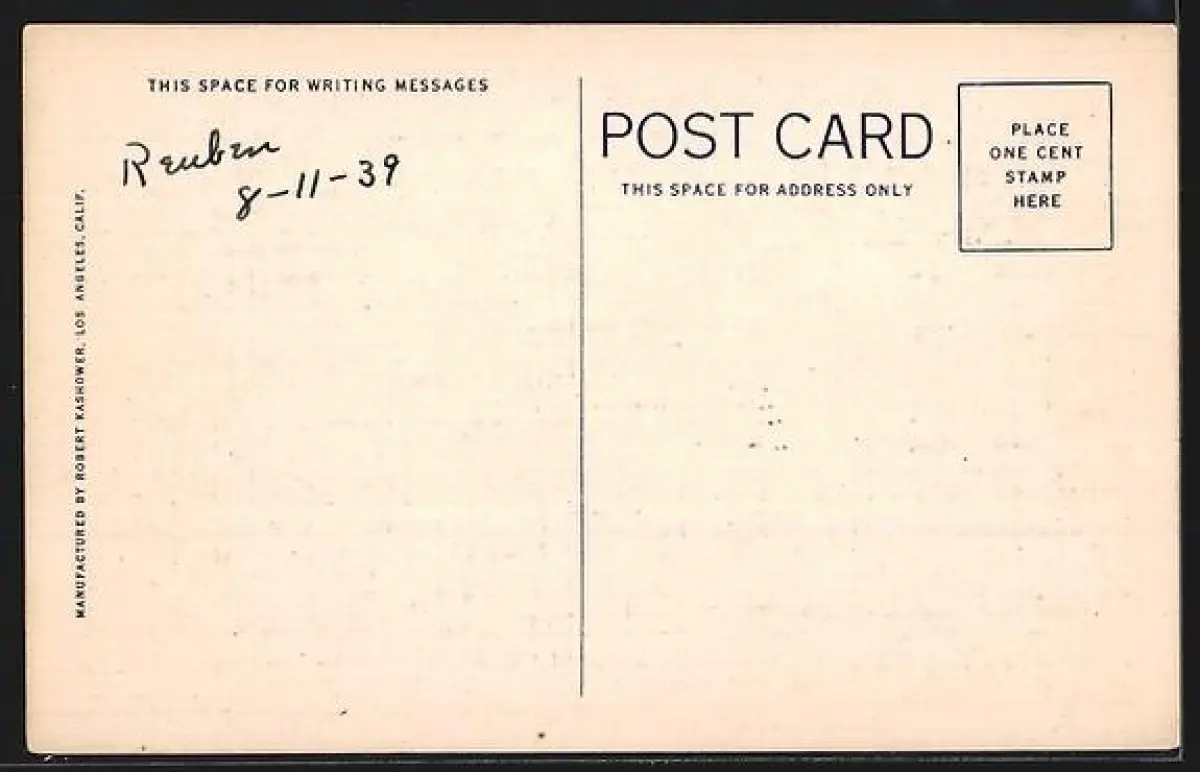 THIS SPACE FOR WRITING MESSAGES
Reuben
8-11-39
MANUFACTURED BY ROBERT KASHOWER, LOS ANGELES, CALIF.
POST CARD
THIS SPACE FOR ADDRESS ONLY
PLACE
ONE CENT
STAMP
HERE